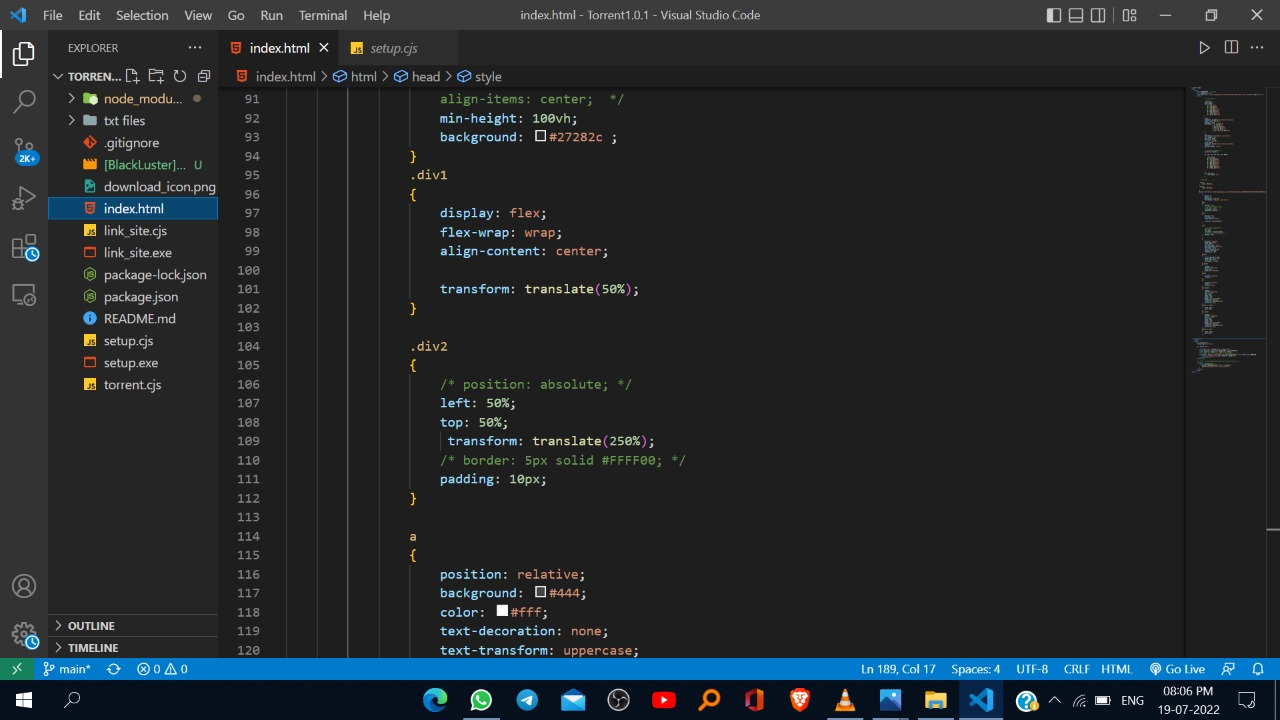 File Edit Selection View Go Run Terminal Help
index.html - Torrent1.0.1 - Visual Studio Code
EXPLORER
TORREN...
node_modu...
txt files
.gitignore
[BlackLuster]... U
download_icon.png
index.html
link_site.cjs
link_site.exe
package-lock.json
package.json
README.md
setup.cjs
setup.exe
torrent.cjs
OUTLINE
TIMELINE
2K+
index.html
setup.cjs
index.html > html > head > style
91 align-items: center;  */
92 min-height: 100vh;
93 background: #27282c ;
94 }
95 .div1
96 {
97 display: flex;
98 flex-wrap: wrap;
99 align-content: center;
100
101 transform: translate(50%);
102 }
103
104 .div2
105 {
106 /* position: absolute; */
107 left: 50%;
108 top: 50%;
109 transform: translate(250%);
110 /* border: 5px solid #FFFF00; */
111 padding: 10px;
112 }
113
114 a
115 {
116 position: relative;
117 background: #444;
118 color: #fff;
119 text-decoration: none;
120 text-transform: uppercase;
main* 0 0 Ln 189, Col 17 Spaces: 4 UTF-8 CRLF HTML Go Live
ENG
08:06 PM
19-07-2022